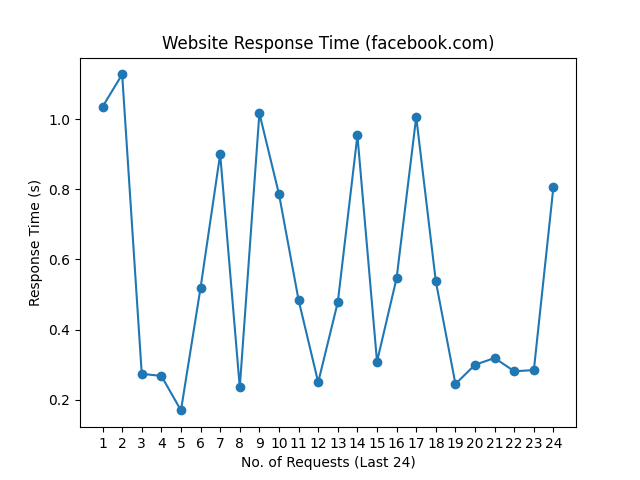 Website Response Time (facebook.com)
Response Time (s)
1.0
0.8
0.6
0.4
0.2
1 2 3 4 5 6 7 8 9 10 11 12 13 14 15 16 17 18 19 20 21 22 23 24
No. of Requests (Last 24)